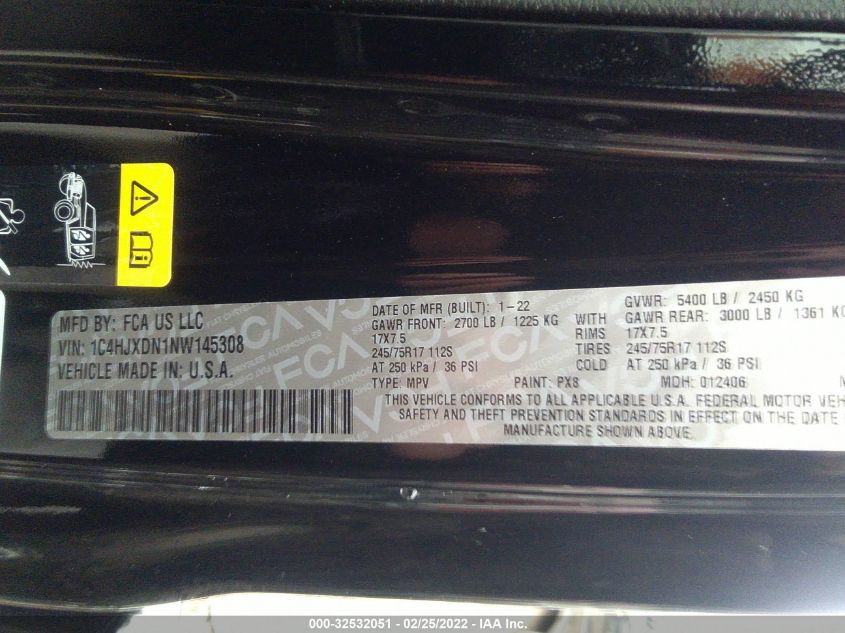 MFD BY: FCA US LLC
VIN: 1C4HJXDN1NW145308
VEHICLE MADE IN: U.S.A.
DATE OF MFR (BUILT): 1-22
GAWR FRONT: 2700 LB / 1225 KG
17X7.5
245/75R17 112S
AT 250 kPa / 36 PSI
WITH
RIMS
TIRES
COLD
GVWR: 5400 LB / 2450 KG
GAWR REAR: 3000 LB / 1361 KG
17X7.5
245/75R17 112S
AT 250 kPa / 36 PSI
TYPE: MPV PAINT: PX8 MDH: 012406
THIS VEHICLE CONFORMS TO ALL APPLICABLE U.S.A. FEDERAL MOTOR
SAFETY AND THEFT PREVENTION STANDARDS IN EFFECT ON THE DATE
MANUFACTURE SHOWN ABOVE.
000-32532051 - 02/25/2022 - IAA Inc.